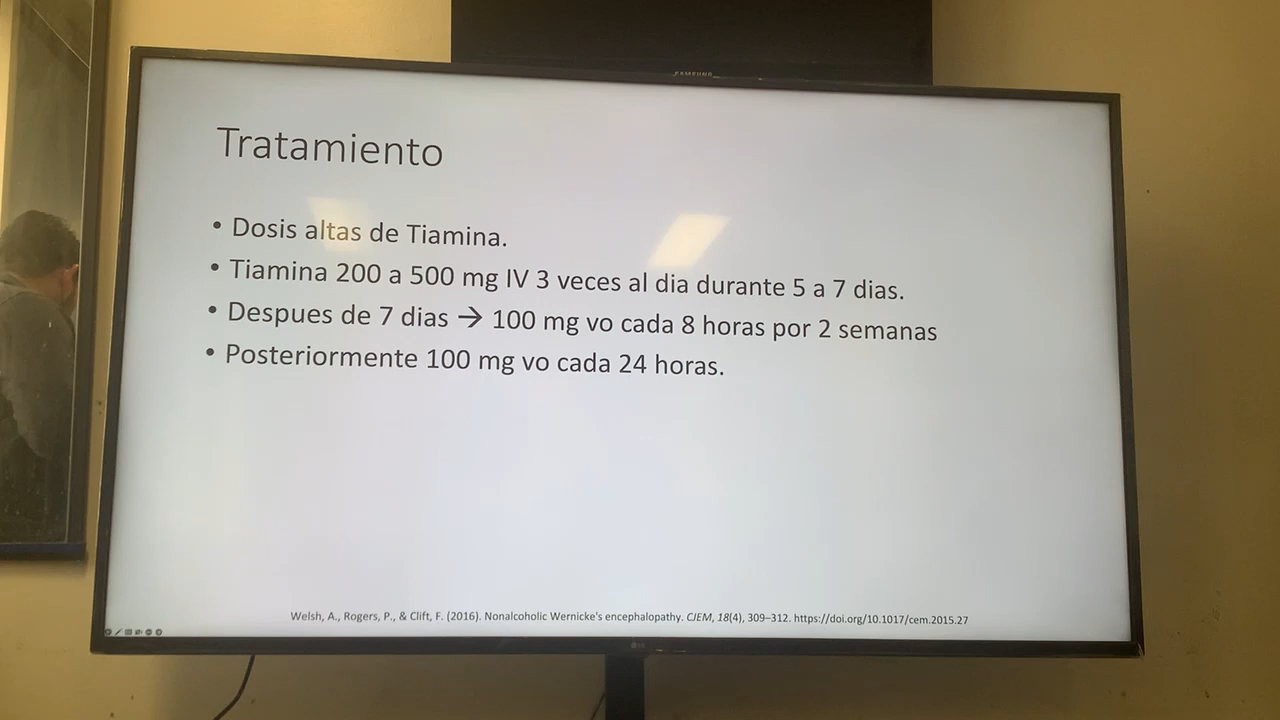 SAMSUNG
Tratamiento
• Dosis altas de Tiamina.
• Tiamina 200 a 500 mg IV 3 veces al dia durante 5 a 7 dias.
• Despues de 7 dias → 100 mg vo cada 8 horas por 2 semanas
• Posteriormente 100 mg vo cada 24 horas.
Welsh, A., Rogers, P., & Clift, F. (2016). Nonalcoholic Wernicke's encephalopathy. CJEM, 18(4), 309–312. https://doi.org/10.1017/cem.2015.27
LG